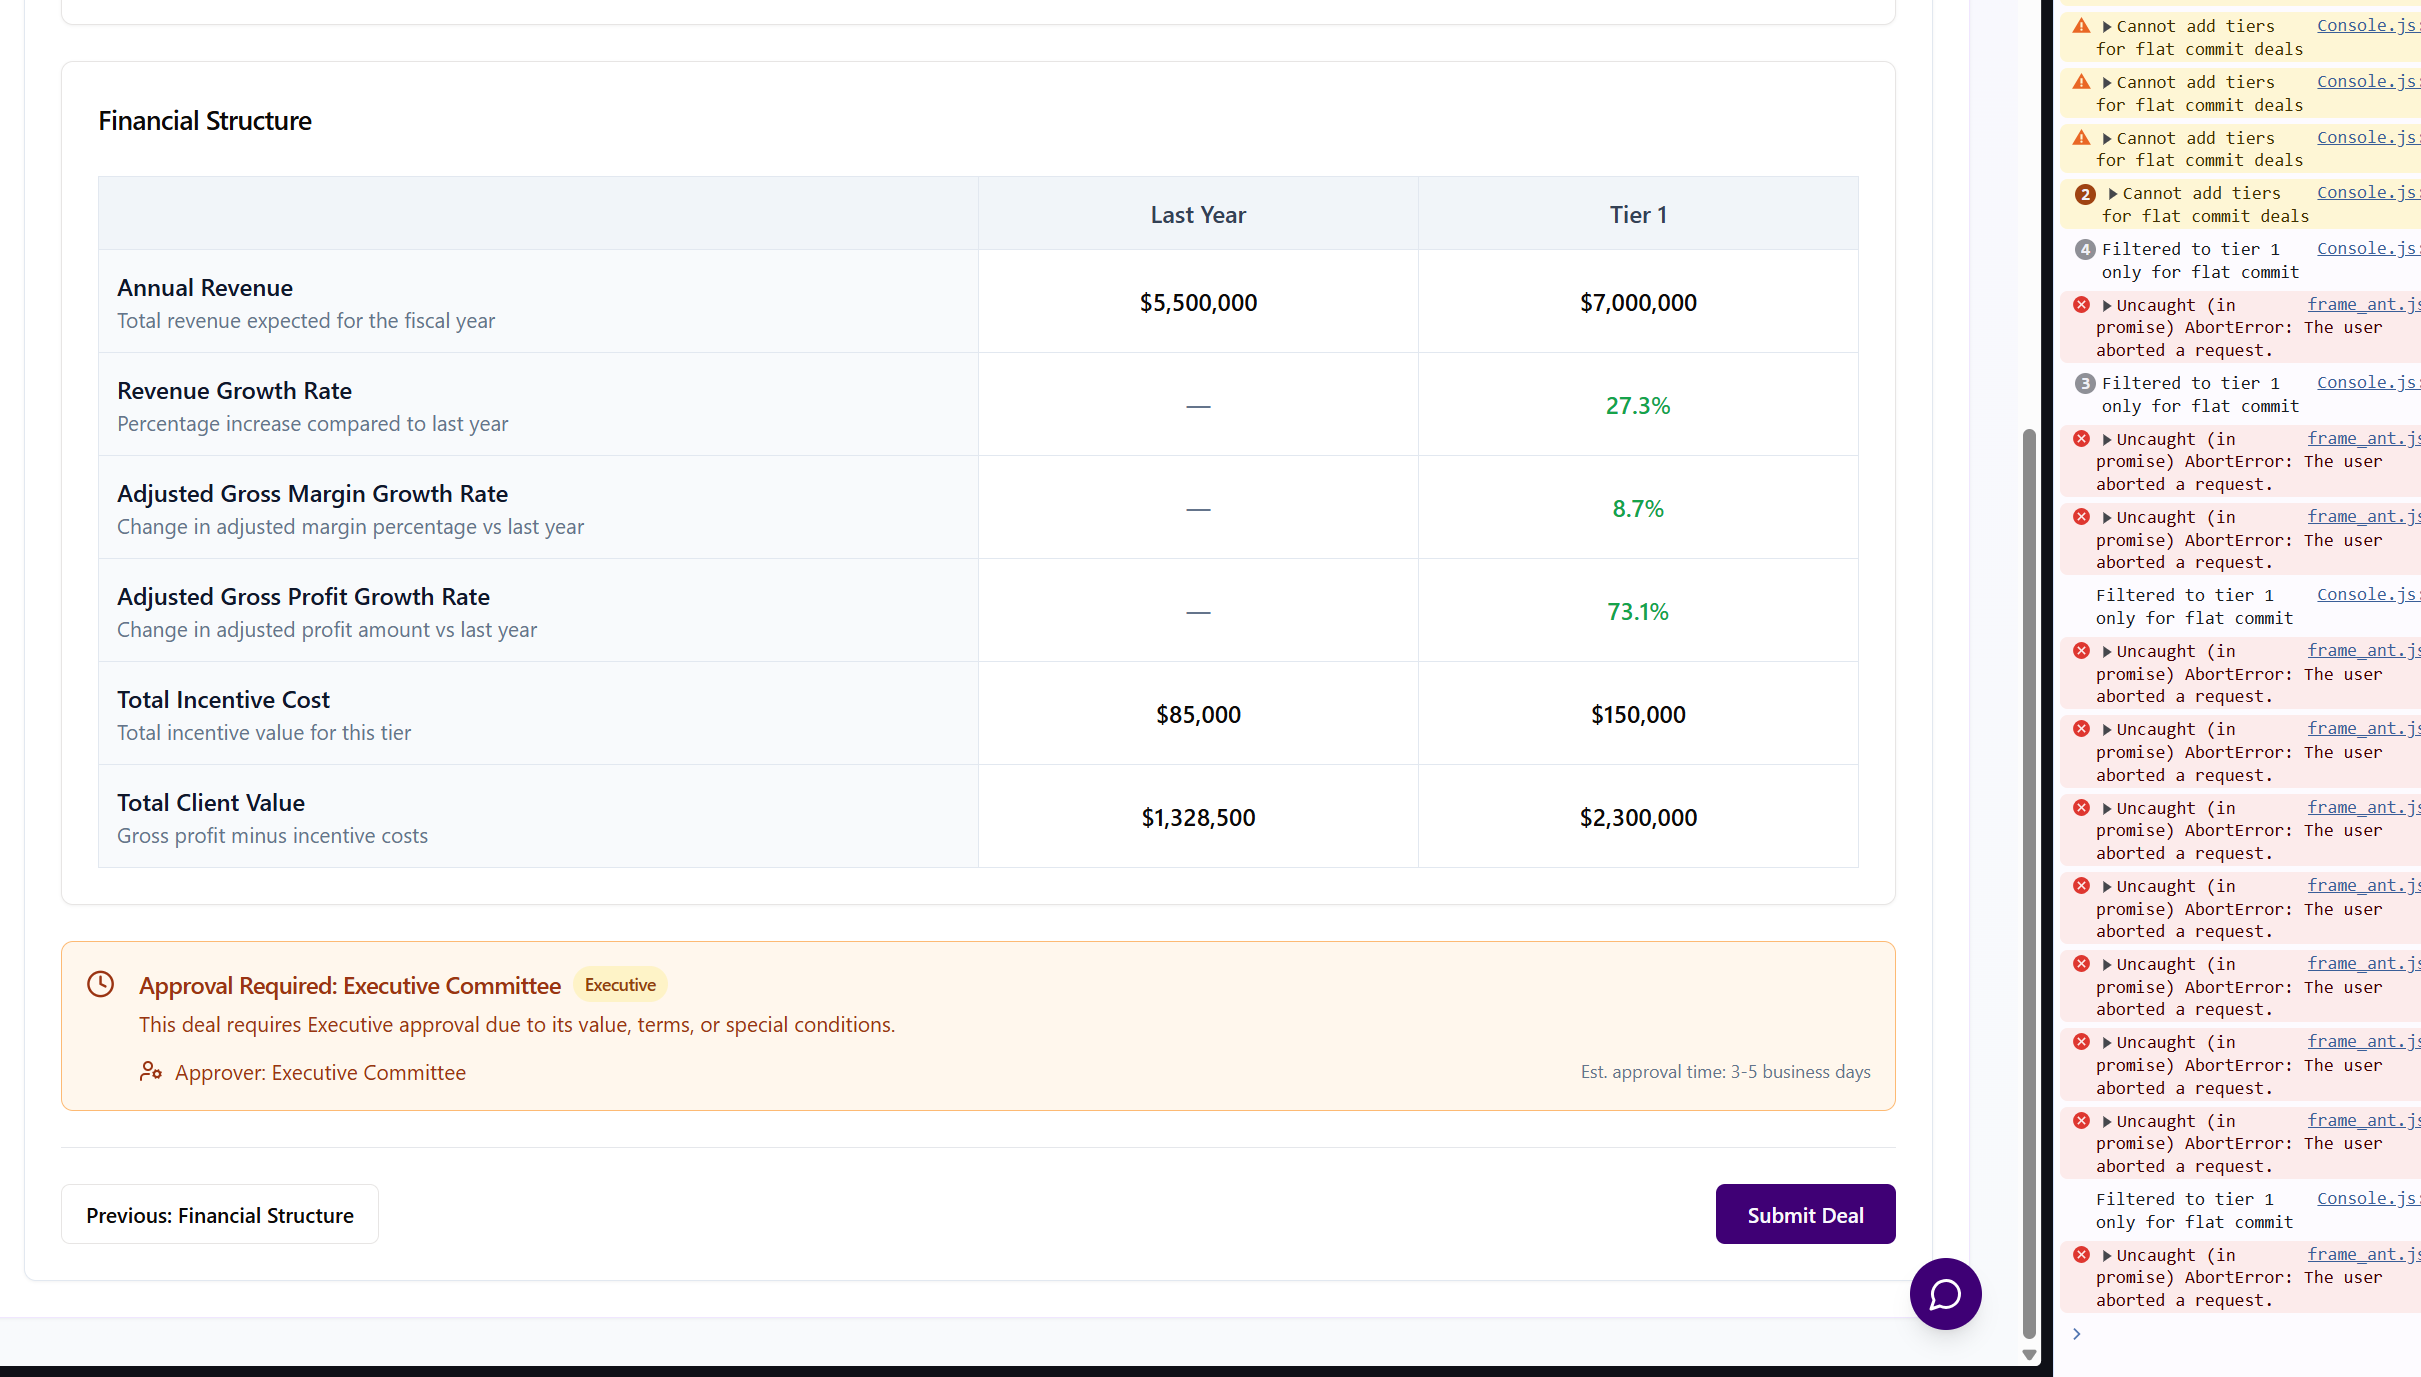 Financial Structure
Last Year
Tier 1
Annual Revenue
Total revenue expected for the fiscal year
$5,500,000
$7,000,000
Revenue Growth Rate
Percentage increase compared to last year
—
27.3%
Adjusted Gross Margin Growth Rate
Change in adjusted margin percentage vs last year
—
8.7%
Adjusted Gross Profit Growth Rate
Change in adjusted profit amount vs last year
—
73.1%
Total Incentive Cost
Total incentive value for this tier
$85,000
$150,000
Total Client Value
Gross profit minus incentive costs
$1,328,500
$2,300,000
Approval Required: Executive Committee
Executive
This deal requires Executive approval due to its value, terms, or special conditions.
Approver: Executive Committee
Est. approval time: 3-5 business days
Previous: Financial Structure
Submit Deal
Cannot add tiers Console.js:
for flat commit deals
Cannot add tiers Console.js:
for flat commit deals
Cannot add tiers Console.js:
for flat commit deals
2 Cannot add tiers Console.js:
for flat commit deals
4 Filtered to tier 1 Console.js:
only for flat commit
Uncaught (in frame_ant.js
promise) AbortError: The user
aborted a request.
3 Filtered to tier 1 Console.js:
only for flat commit
Uncaught (in frame_ant.js
promise) AbortError: The user
aborted a request.
Uncaught (in frame_ant.js
promise) AbortError: The user
aborted a request.
Filtered to tier 1 Console.js:
only for flat commit
Uncaught (in frame_ant.js
promise) AbortError: The user
aborted a request.
Uncaught (in frame_ant.js
promise) AbortError: The user
aborted a request.
Uncaught (in frame_ant.js
promise) AbortError: The user
aborted a request.
Uncaught (in frame_ant.js
promise) AbortError: The user
aborted a request.
Uncaught (in frame_ant.js
promise) AbortError: The user
aborted a request.
Uncaught (in frame_ant.js
promise) AbortError: The user
aborted a request.
Uncaught (in frame_ant.js
promise) AbortError: The user
aborted a request.
Filtered to tier 1 Console.js:
only for flat commit
Uncaught (in frame_ant.js
promise) AbortError: The user
aborted a request.